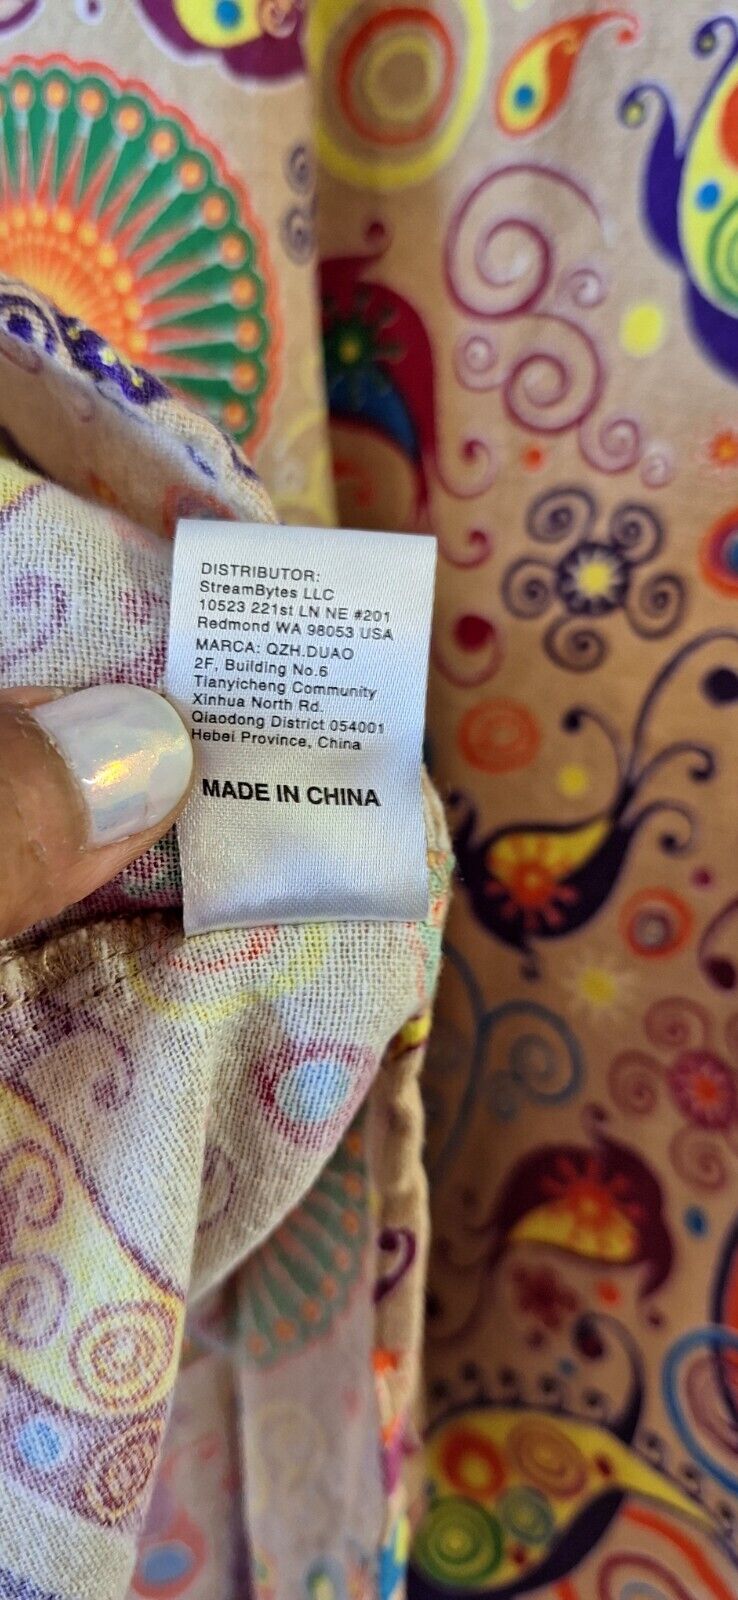 DISTRIBUTOR:
StreamBytes LLC
10523 221st LN NE #201
Redmond WA 98053 USA
MARCA: QZH.DUAO
2F, Building No.6
Tianyicheng Community
Xinhua North Rd.
Qiaodong District 054001
Hebei Province, China
MADE IN CHINA